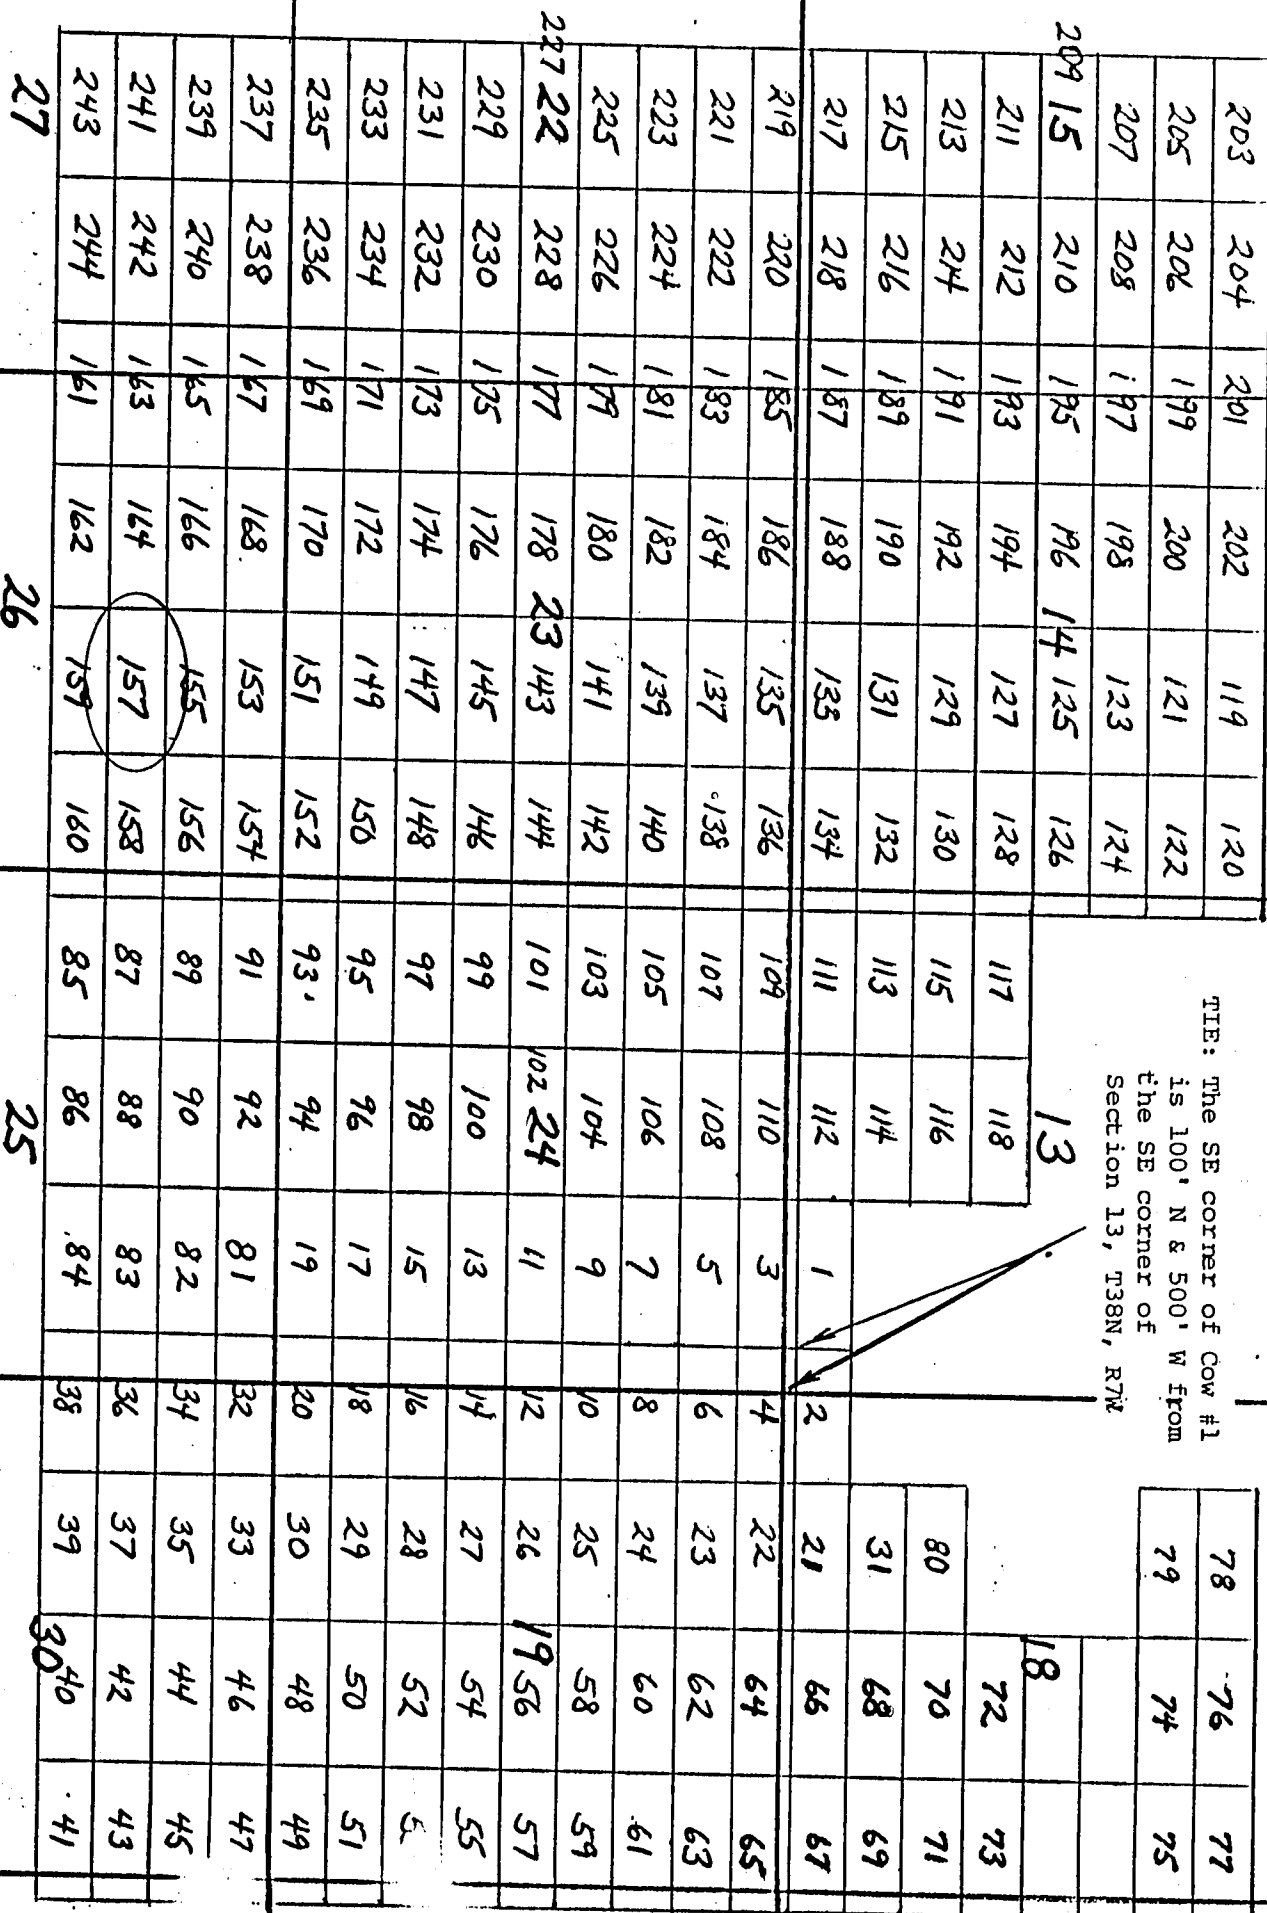 203 204 201 202 119 120 TIE: The SE corner of Cow #1 78 76 77
205 206 199 200 121 122 is 100' N & 500' W from 79 74 75
the SE corner of
207 208 197 198 123 124 Section 13, T38N, R7W
209 15 210 195 196 14 125 126 13 18
211 212 193 194 127 128 117 118 72 73
213 214 191 192 129 130 115 116 80 70 71
215 216 189 190 131 132 113 114 31 68 69
217 218 187 188 133 134 111 112 1 2 21 66 67
219 220 185 186 135 136 109 110 3 4 22 64 65
221 222 183 184 137 138 107 108 5 6 23 62 63
223 224 181 182 139 140 105 106 7 8 24 60 61
225 226 179 180 141 142 103 104 9 10 25 58 59
227 22 228 177 178 23 143 144 101 102 24 11 12 26 19 56 57
229 230 175 176 145 146 99 100 13 14 27 54 55
231 232 173 174 147 148 97 98 15 16 28 52
233 234 171 172 149 150 95 96 17 18 29 50 51
235 236 169 170 151 152 93 94 19 20 30 48 49
237 238 167 168 153 154 91 92 81 32 33 46 47
239 240 165 166 155 156 89 90 82 34 35 44 45
241 242 163 164 157 158 87 88 83 36 37 42 43
243 244 161 162 159 160 85 86 84 38 39 30 40 41
27 26 25